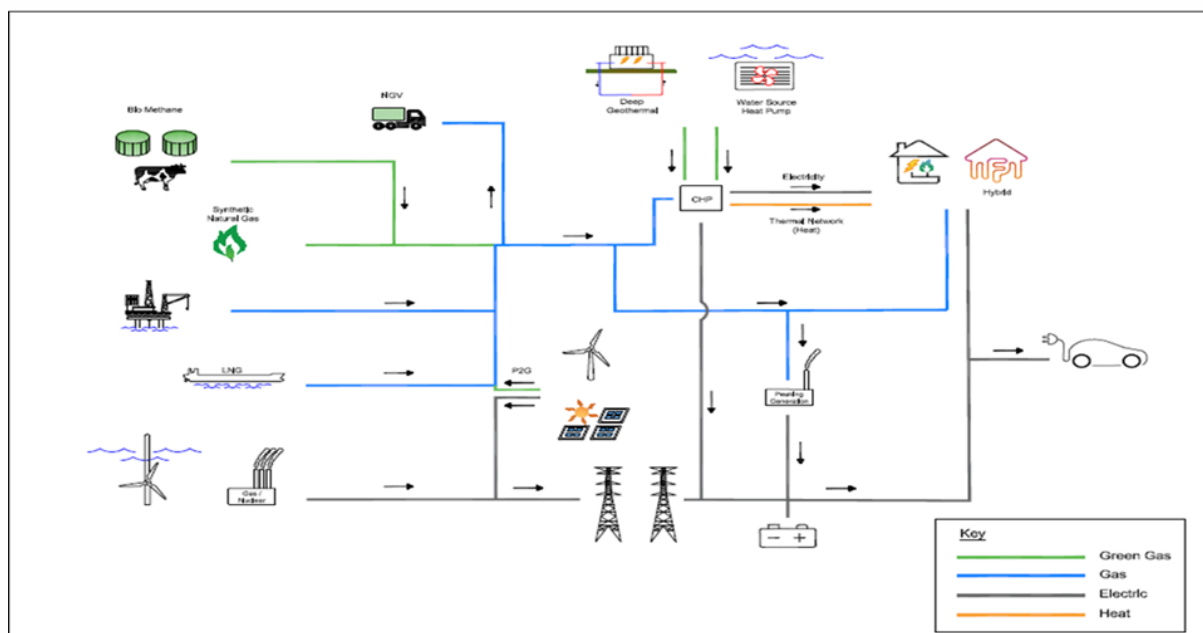 NGV
Bio Methane
Deep
Geothermal
Water Source
Heat Pump
Synthetic
Natural Gas
CHP
Electricity
Thermal Network
(Heat)
Hybrid
LNG
P2G
Peaking
Generation
Gas /
Nuclear
Key
Green Gas
Gas
Electric
Heat